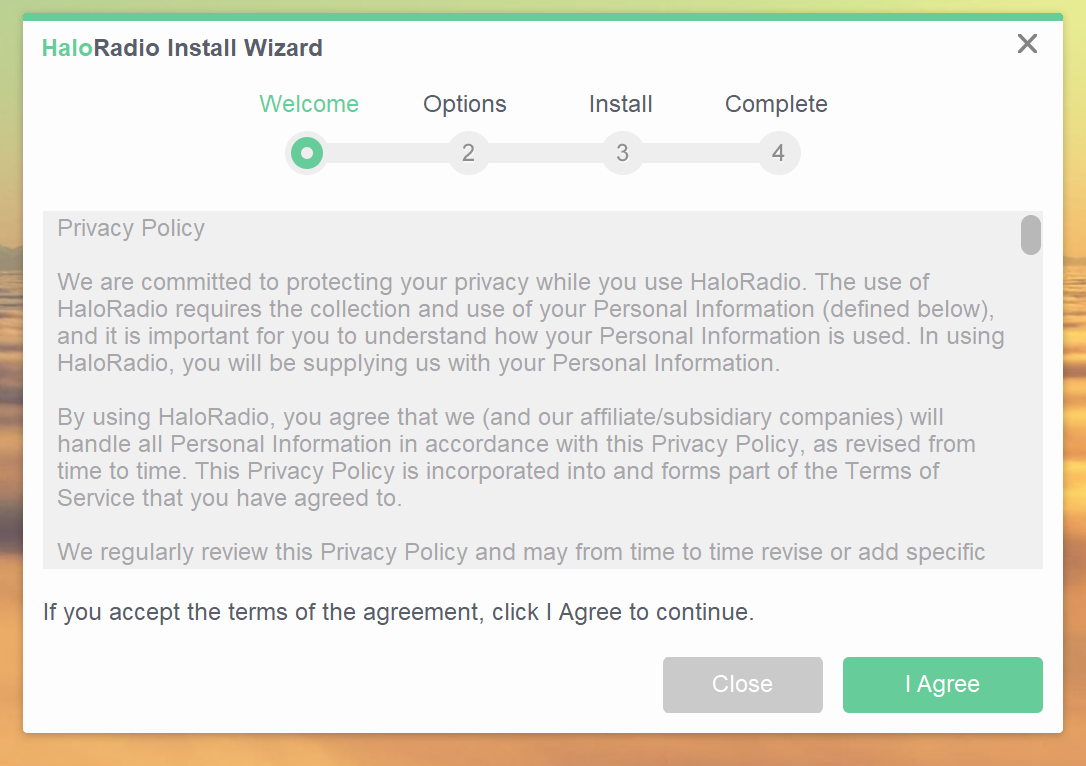 HaloRadio Install Wizard
Welcome
Options
Install
Complete
2
3
4
Privacy Policy
We are committed to protecting your privacy while you use HaloRadio. The use of
HaloRadio requires the collection and use of your Personal Information (defined below),
and it is important for you to understand how your Personal Information is used. In using
HaloRadio, you will be supplying us with your Personal Information.
By using HaloRadio, you agree that we (and our affiliate/subsidiary companies) will
handle all Personal Information in accordance with this Privacy Policy, as revised from
time to time. This Privacy Policy is incorporated into and forms part of the Terms of
Service that you have agreed to.
We regularly review this Privacy Policy and may from time to time revise or add specific
If you accept the terms of the agreement, click I Agree to continue.
Close
I Agree